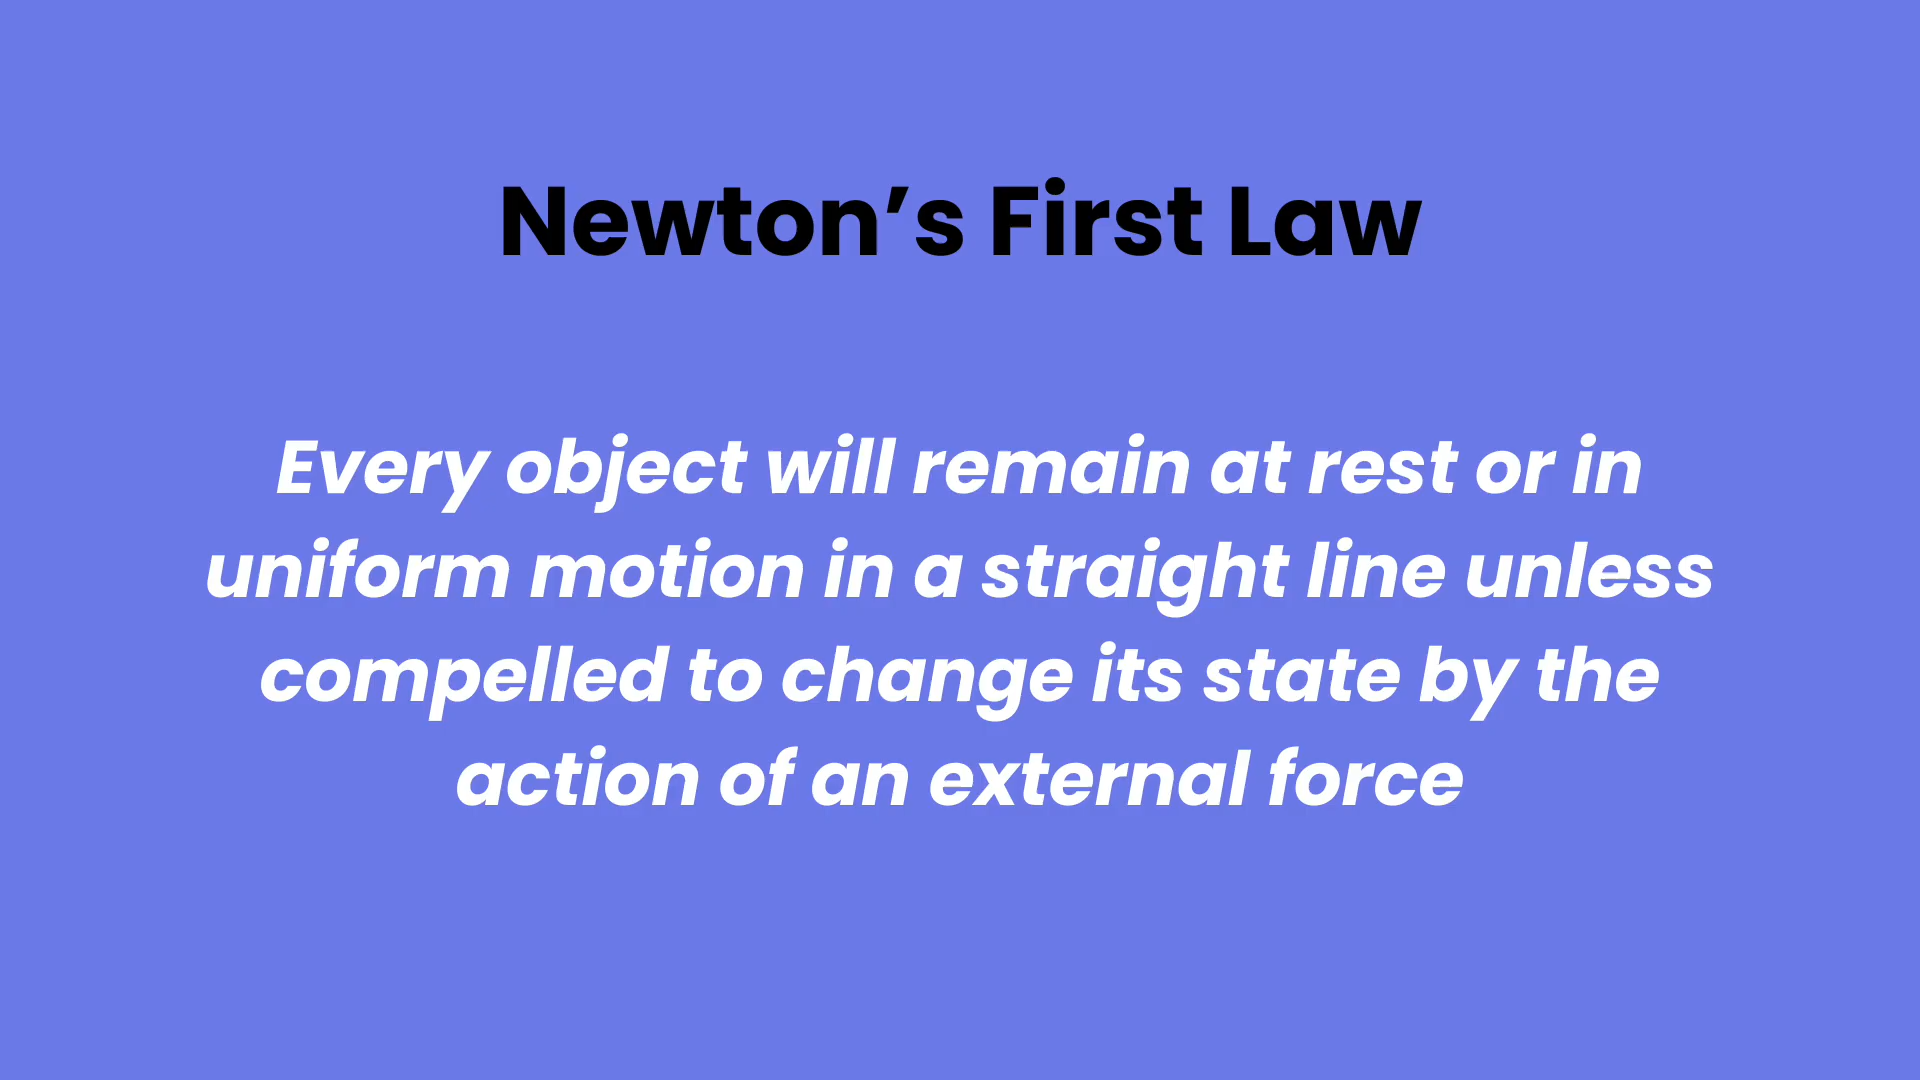 Newton’s First Law
Every object will remain at rest or in
uniform motion in a straight line unless
compelled to change its state by the
action of an external force